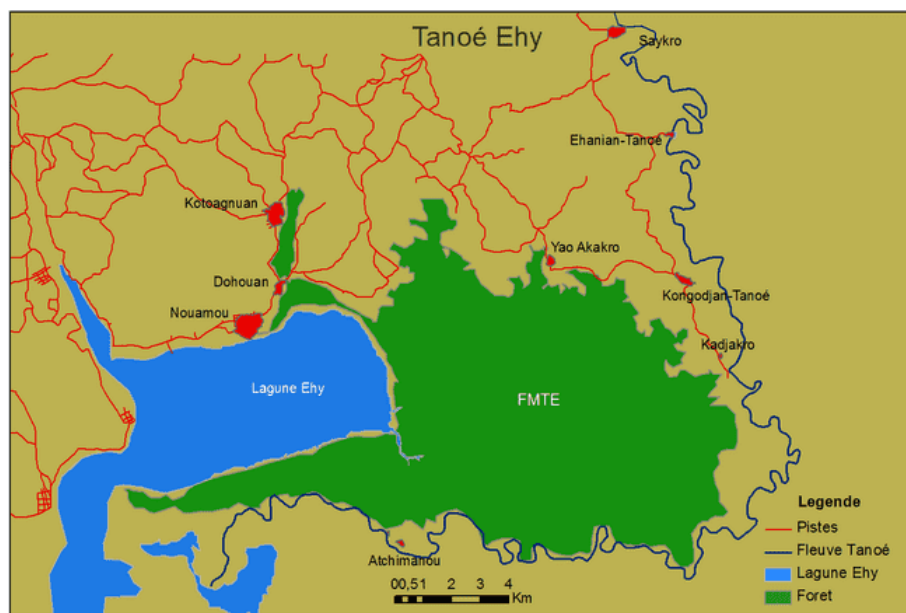 Tanoé Ehy
Saykro
Ehanian-Tanoé
Kotoagnuan
Yao Akakro
Dohouan
Kongodjan-Tanoé
Nouamou
Kadjakro
Lagune Ehy
FMTE
Legende
Pistes
Fleuve Tanoé
Lagune Ehy
Foret
Atchimanou
00,51 2 3 4
Km